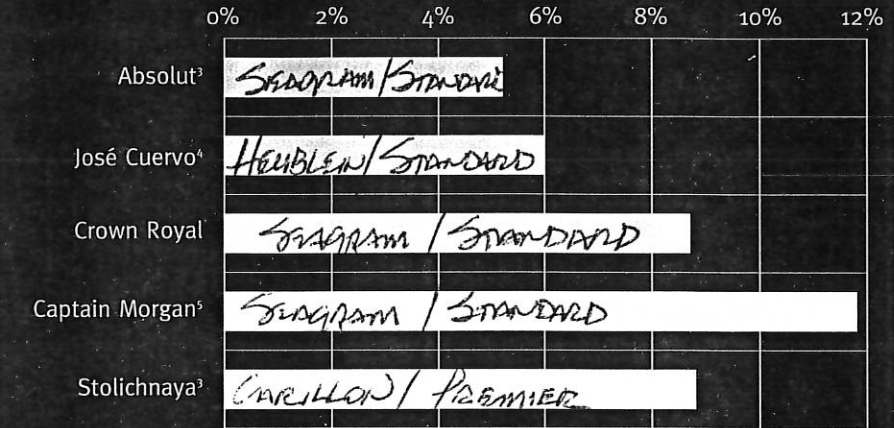 0% 2% 4% 6% 8% 10% 12%
Absolut³ SEAGRAM/STANDARD
José Cuervo⁴ HEUBLEIN/STANDARD
Crown Royal SEAGRAM / STANDARD
Captain Morgan⁵ SEAGRAM / STANDARD
Stolichnaya³ CARILLON / PREMIER